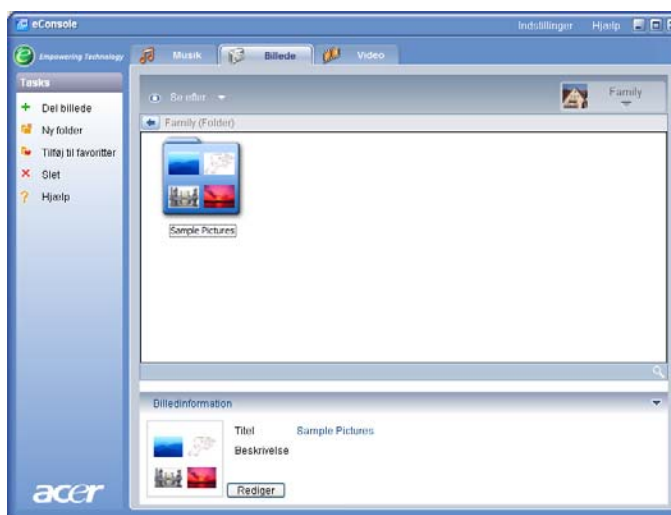 eConsole
Indstillinger Hjælp
Empowering Technology
Musik Billede Video
Tasks
Del billede
Ny folder
Tilføj til favoritter
Slet
Hjælp
Se efter
Family
Family (Folder)
Sample Pictures
Billedinformation
Titel Sample Pictures
Beskrivelse
Rediger
acer